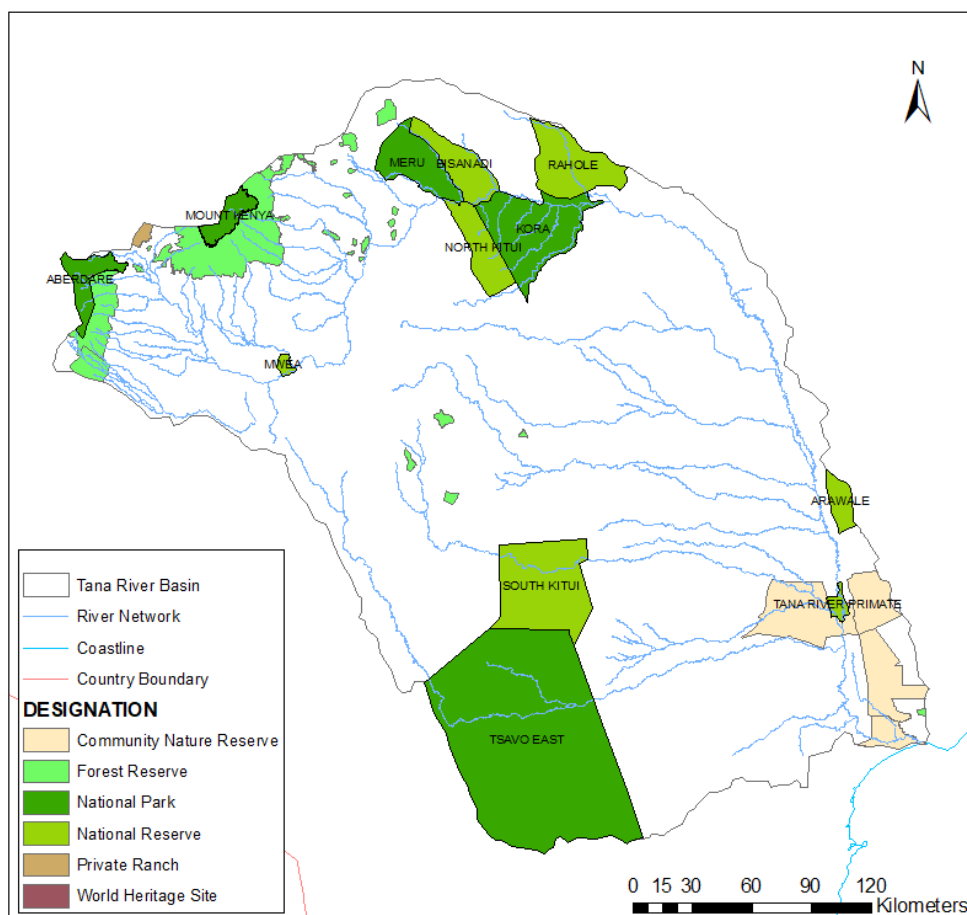 N
MERU
BISANADI
RAHOLE
MOUNT KENYA
KORA
NORTH KITUI
ABERDARE
MWEA
ARAWALE
SOUTH KITUI
TANA RIVER PRIMATE
TSAVO EAST
Tana River Basin
River Network
Coastline
Country Boundary
DESIGNATION
Community Nature Reserve
Forest Reserve
National Park
National Reserve
Private Ranch
World Heritage Site
0 15 30 60 90 120
Kilometers